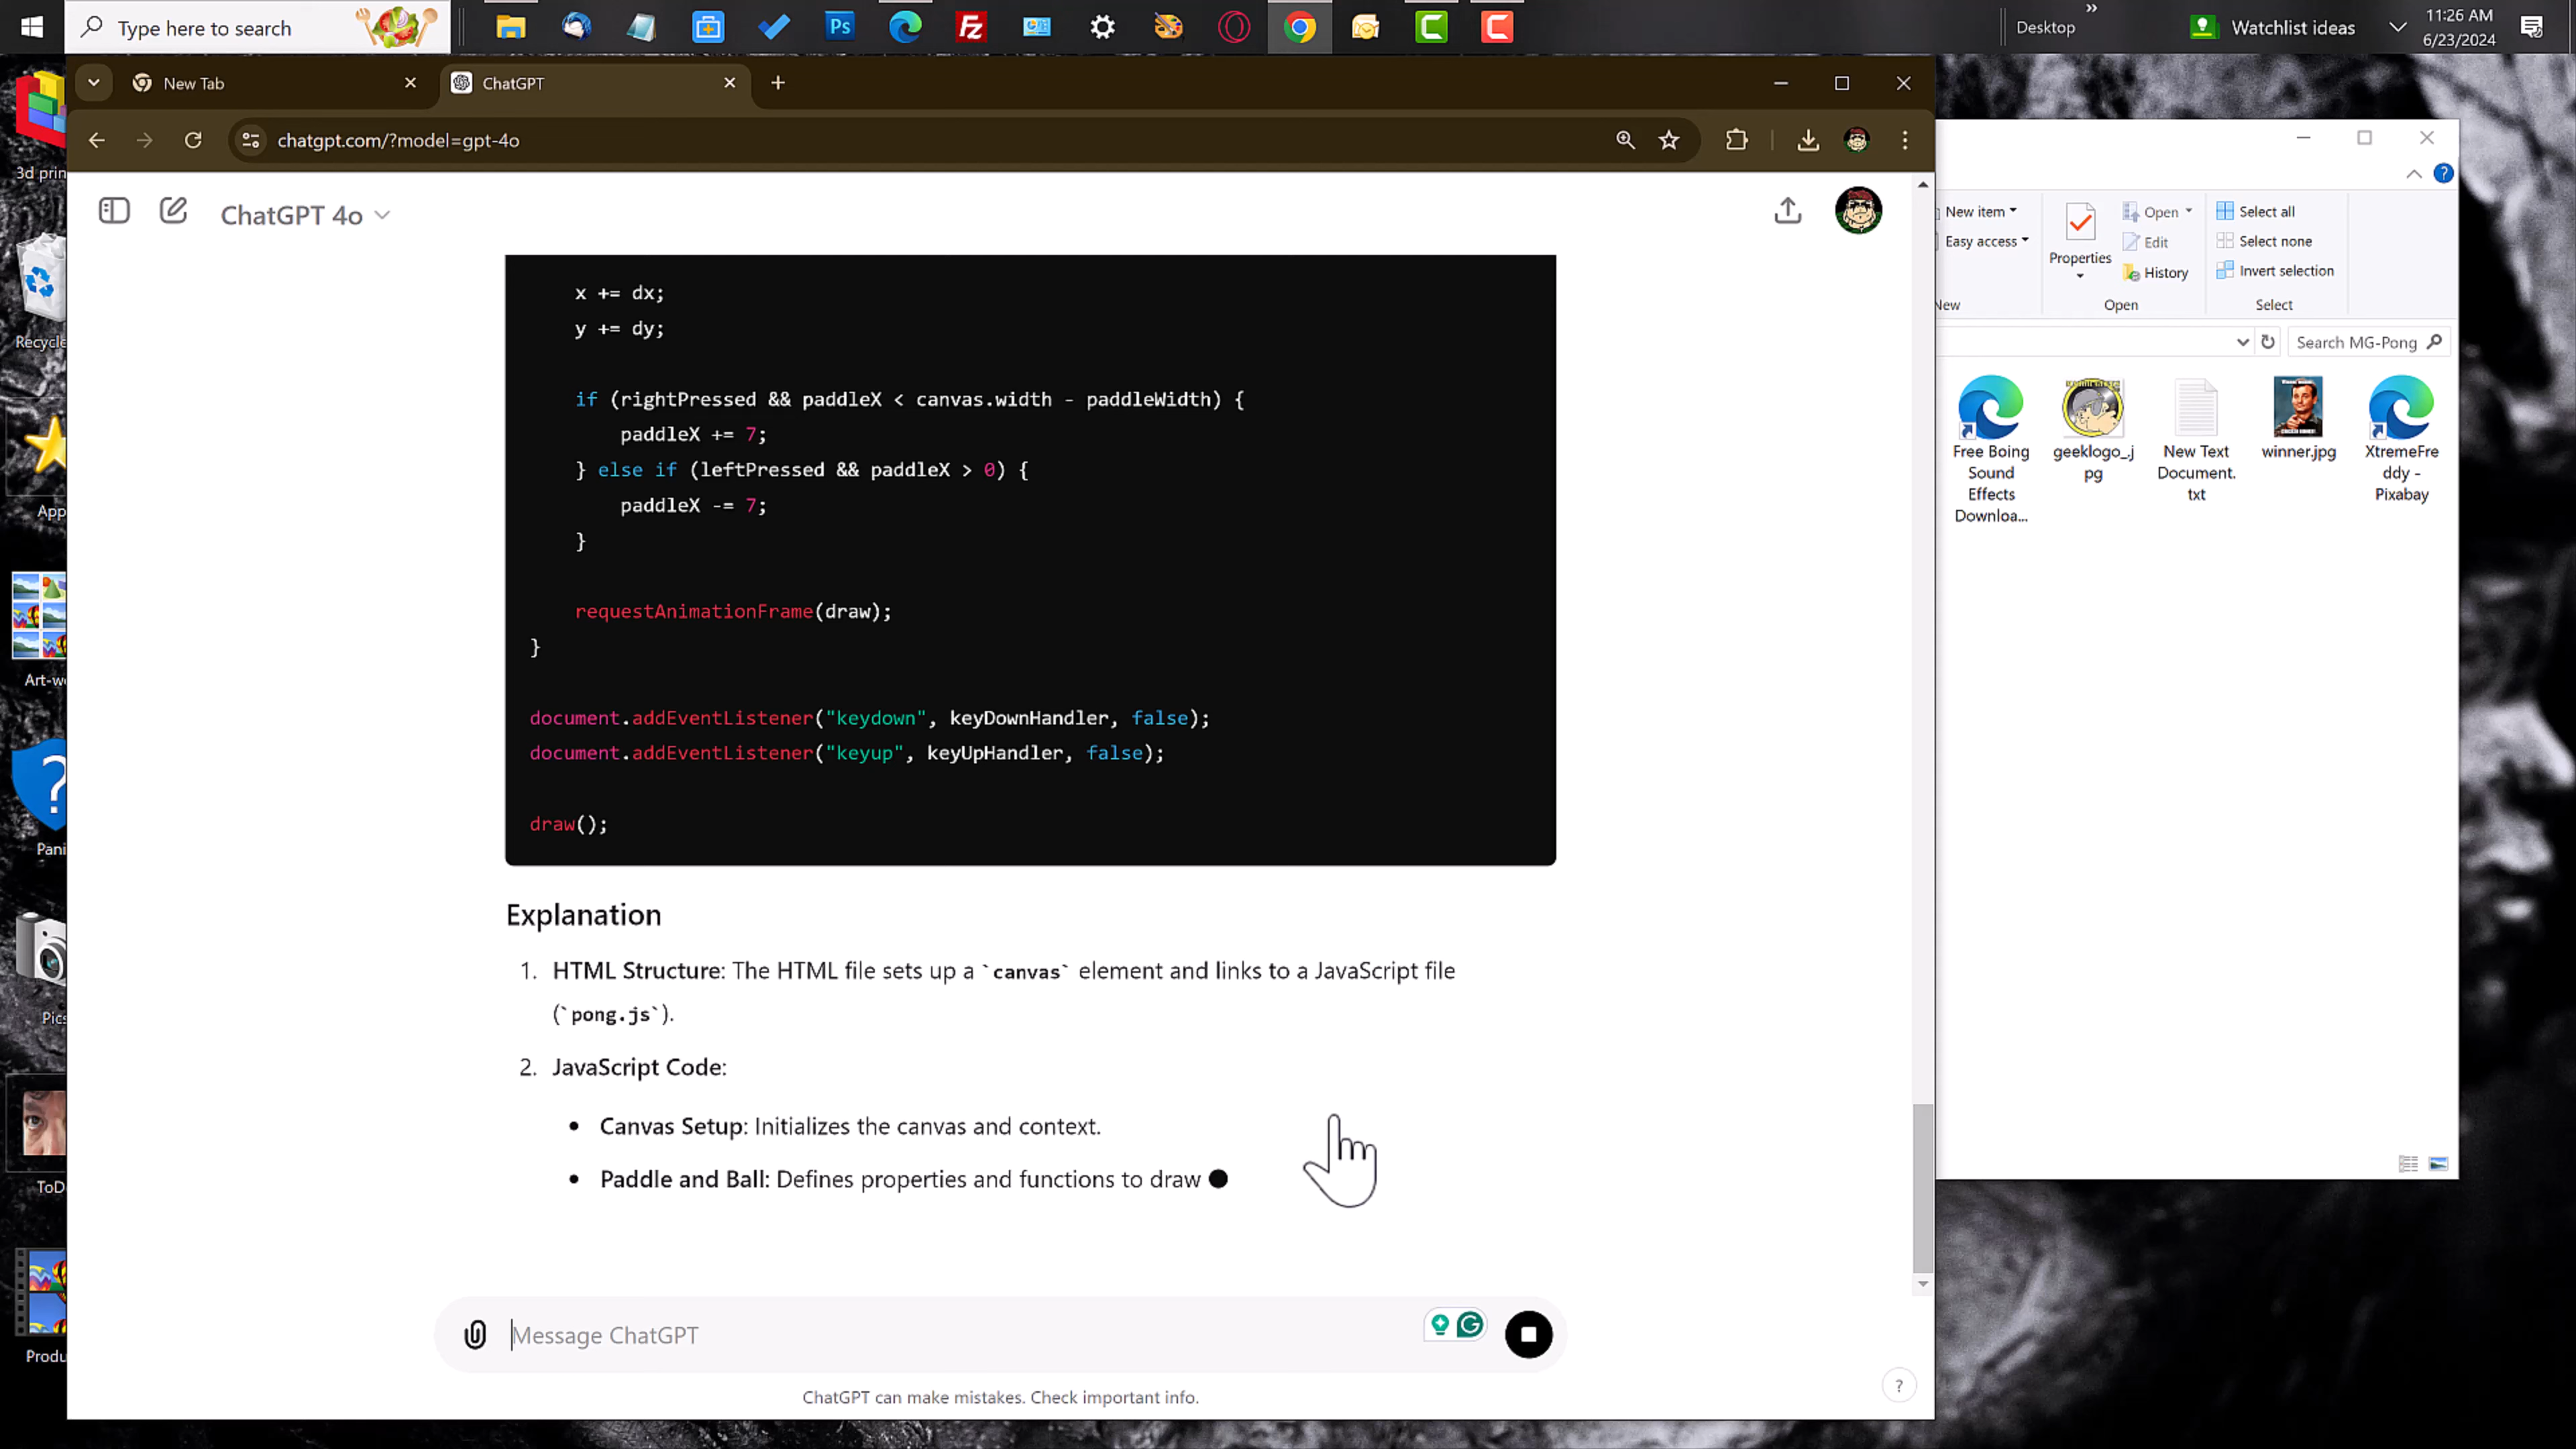 Type here to search
Ps
Fz
Desktop
»
Watchlist ideas
11:26 AM
6/23/2024
New Tab
ChatGPT
chatgpt.com/?model=gpt-4o
ChatGPT 4o
x += dx;
y += dy;
if (rightPressed && paddleX < canvas.width - paddleWidth) {
paddleX += 7;
} else if (leftPressed && paddleX > 0) {
paddleX -= 7;
}
requestAnimationFrame(draw);
}
document.addEventListener("keydown", keyDownHandler, false);
document.addEventListener("keyup", keyUpHandler, false);
draw();
Explanation
1. HTML Structure: The HTML file sets up a `canvas` element and links to a JavaScript file
(`pong.js`).
2. JavaScript Code:
• Canvas Setup: Initializes the canvas and context.
• Paddle and Ball: Defines properties and functions to draw
Message ChatGPT
ChatGPT can make mistakes. Check important info.
?
3d prin
Recycle
App
Art-w
Pani
Pics
ToD
Produ
New item
Easy access
New
Properties
Open
Edit
History
Open
Select all
Select none
Invert selection
Select
Search MG-Pong
Free Boing
Sound
Effects
Downloa...
geeklogo_.j
pg
New Text
Document.
txt
winner.jpg
XtremeFre
ddy -
Pixabay